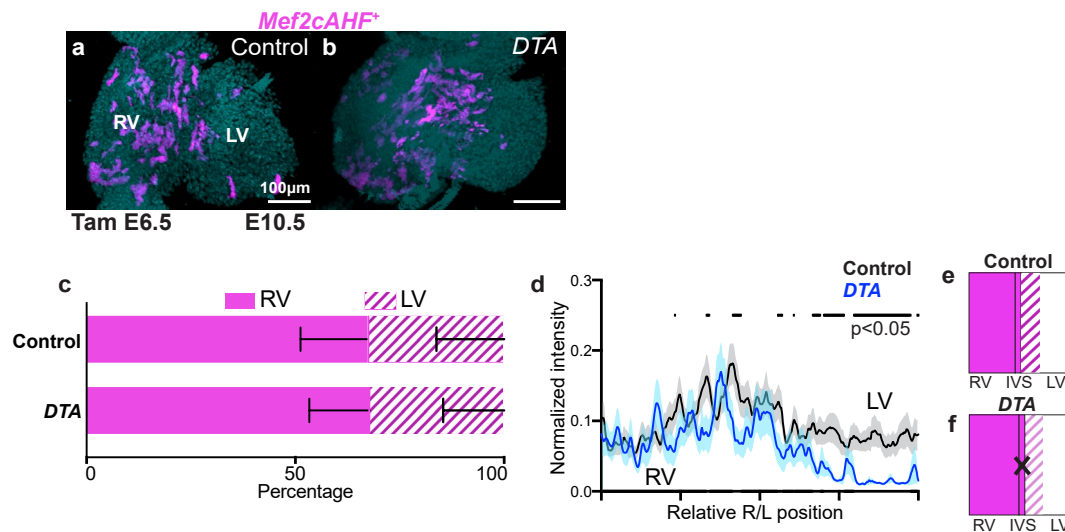 Mef2cAHF+
a Control b DTA
RV LV
100µm
Tam E6.5 E10.5
c RV LV
Control
DTA
0 50 100
Percentage
d Control
DTA
p<0.05
Normalized intensity
0.3
0.2
0.1
0.0
LV
RV
Relative R/L position
e Control
RV IVS LV
DTA
f
RV IVS LV